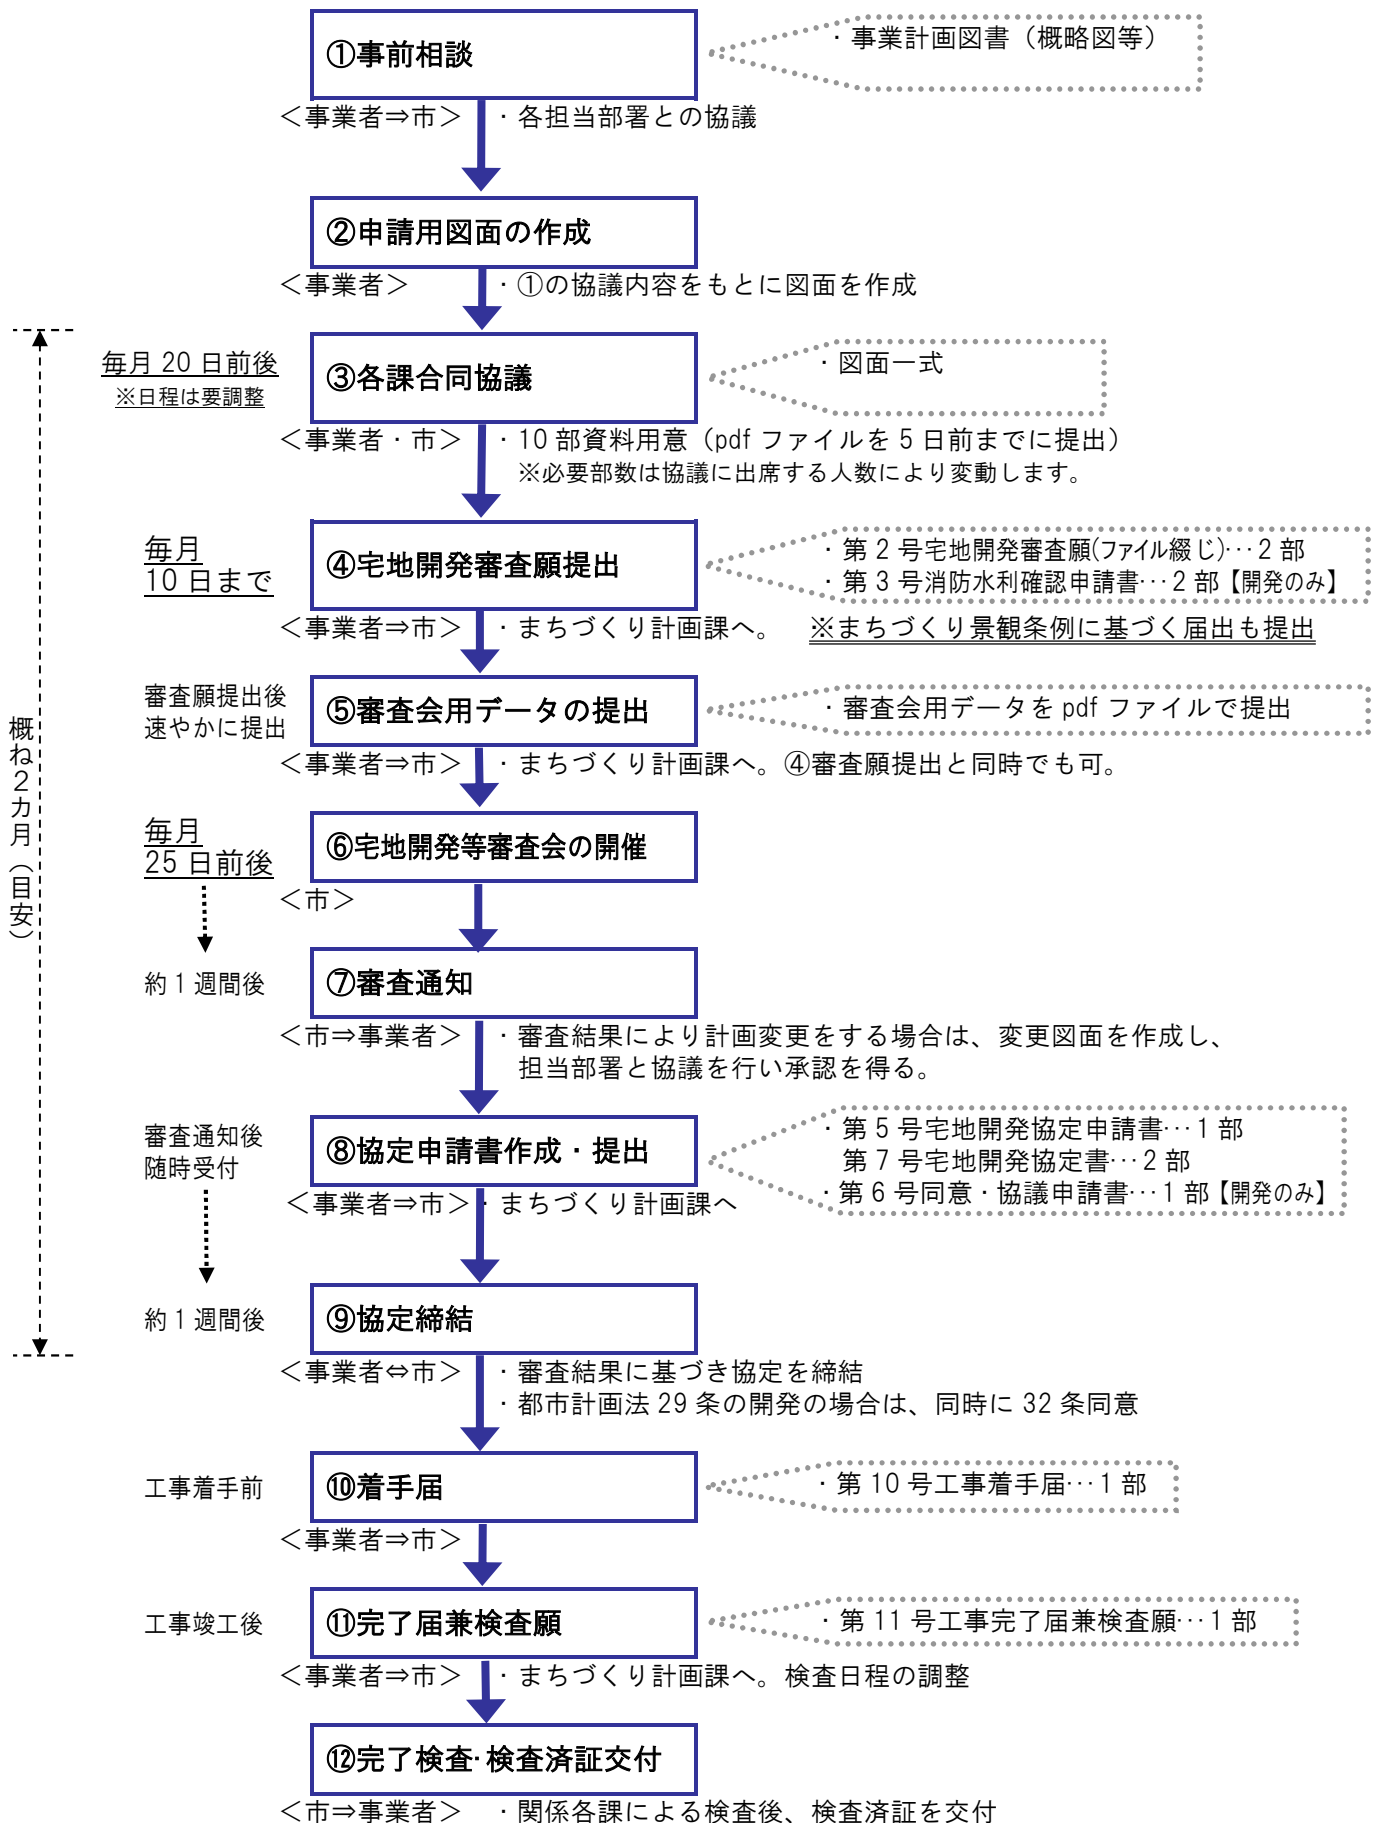 ①事前相談
・事業計画図書（概略図等）
＜事業者⇒市＞ ・各担当部署との協議
②申請用図面の作成
＜事業者＞ ・①の協議内容をもとに図面を作成
毎月 20 日前後
※日程は要調整
③各課合同協議
・図面一式
＜事業者・市＞ ・10 部資料用意（pdf ファイルを 5 日前までに提出）
※必要部数は協議に出席する人数により変動します。
毎月
10 日まで
④宅地開発審査願提出
・第 2 号宅地開発審査願(ファイル綴じ)…2 部
・第 3 号消防水利確認申請書…2 部【開発のみ】
＜事業者⇒市＞ ・まちづくり計画課へ。 ※まちづくり景観条例に基づく届出も提出
審査願提出後
速やかに提出
⑤審査会用データの提出
・審査会用データを pdf ファイルで提出
＜事業者⇒市＞ ・まちづくり計画課へ。④審査願提出と同時でも可。
概ね２カ月（目安）
毎月
25 日前後
⑥宅地開発等審査会の開催
＜市＞
約 1 週間後
⑦審査通知
＜市⇒事業者＞ ・審査結果により計画変更をする場合は、変更図面を作成し、
担当部署と協議を行い承認を得る。
審査通知後
随時受付
⑧協定申請書作成・提出
・第 5 号宅地開発協定申請書…1 部
第 7 号宅地開発協定書…2 部
・第 6 号同意・協議申請書…1 部【開発のみ】
＜事業者⇒市＞・まちづくり計画課へ
約 1 週間後
⑨協定締結
＜事業者⇔市＞ ・審査結果に基づき協定を締結
・都市計画法 29 条の開発の場合は、同時に 32 条同意
工事着手前
⑩着手届
・第 10 号工事着手届…1 部
＜事業者⇒市＞
工事竣工後
⑪完了届兼検査願
・第 11 号工事完了届兼検査願…1 部
＜事業者⇒市＞ ・まちづくり計画課へ。検査日程の調整
⑫完了検査・検査済証交付
＜市⇒事業者＞ ・関係各課による検査後、検査済証を交付